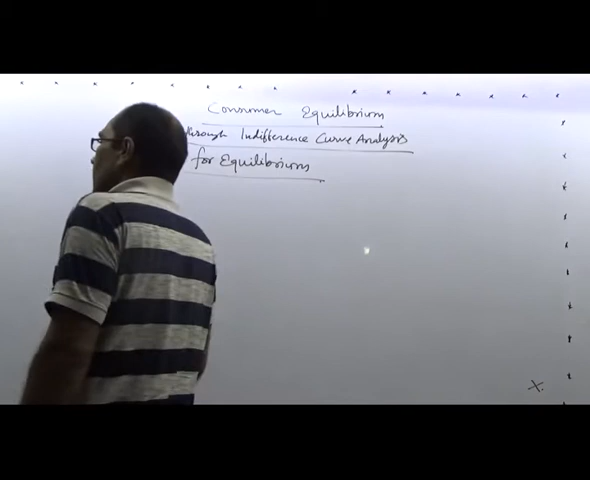 Consumer Equilibrium
through Indifference Curve Analysis
for Equilibrium
X